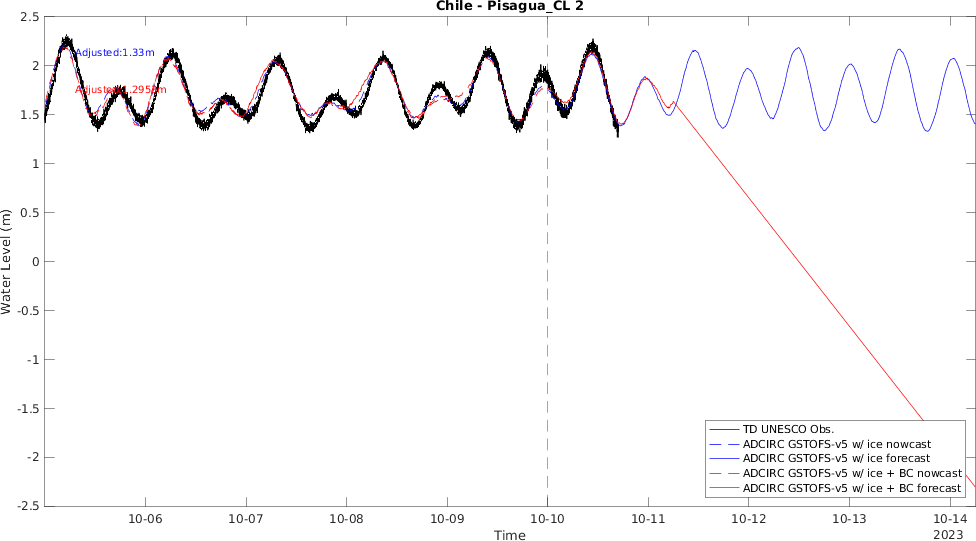 Chile - Pisagua_CL 2
2.5
2
1.5
1
0.5
0
-0.5
-1
-1.5
-2
-2.5
Water Level (m)
Adjusted:1.33m
TD UNESCO Obs.
ADCIRC GSTOFS-v5 w/ ice nowcast
ADCIRC GSTOFS-v5 w/ ice forecast
ADCIRC GSTOFS-v5 w/ ice + BC nowcast
ADCIRC GSTOFS-v5 w/ ice + BC forecast
10-06
10-07
10-08
10-09
10-10
10-11
10-12
10-13
10-14
Time
2023